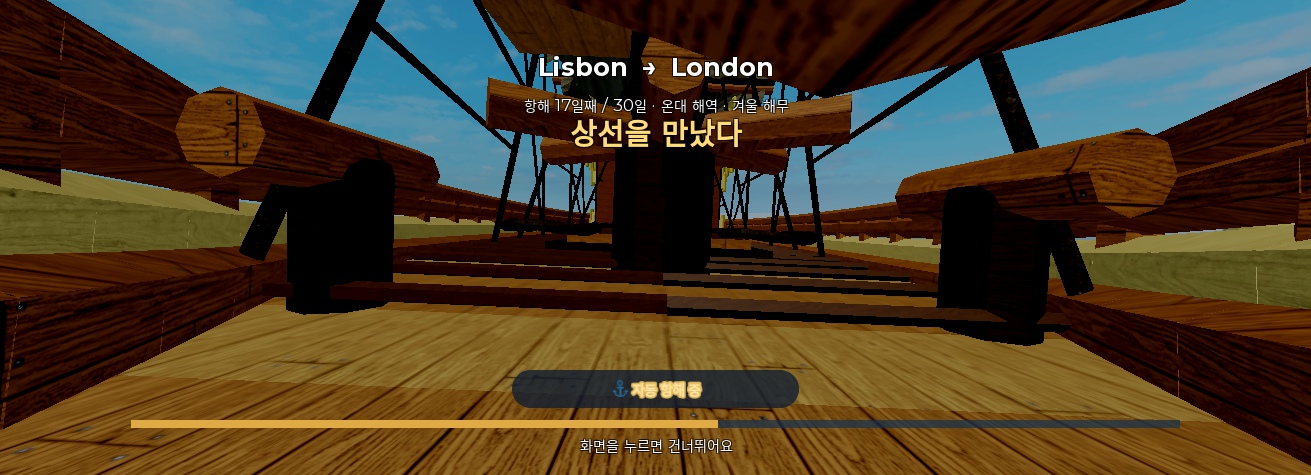 Lisbon → London
항해 17일째 / 30일 · 온대 해역 · 겨울 해무
상선을 만났다
⚓ 자동 항해 중
화면을 누르면 건너뛰어요